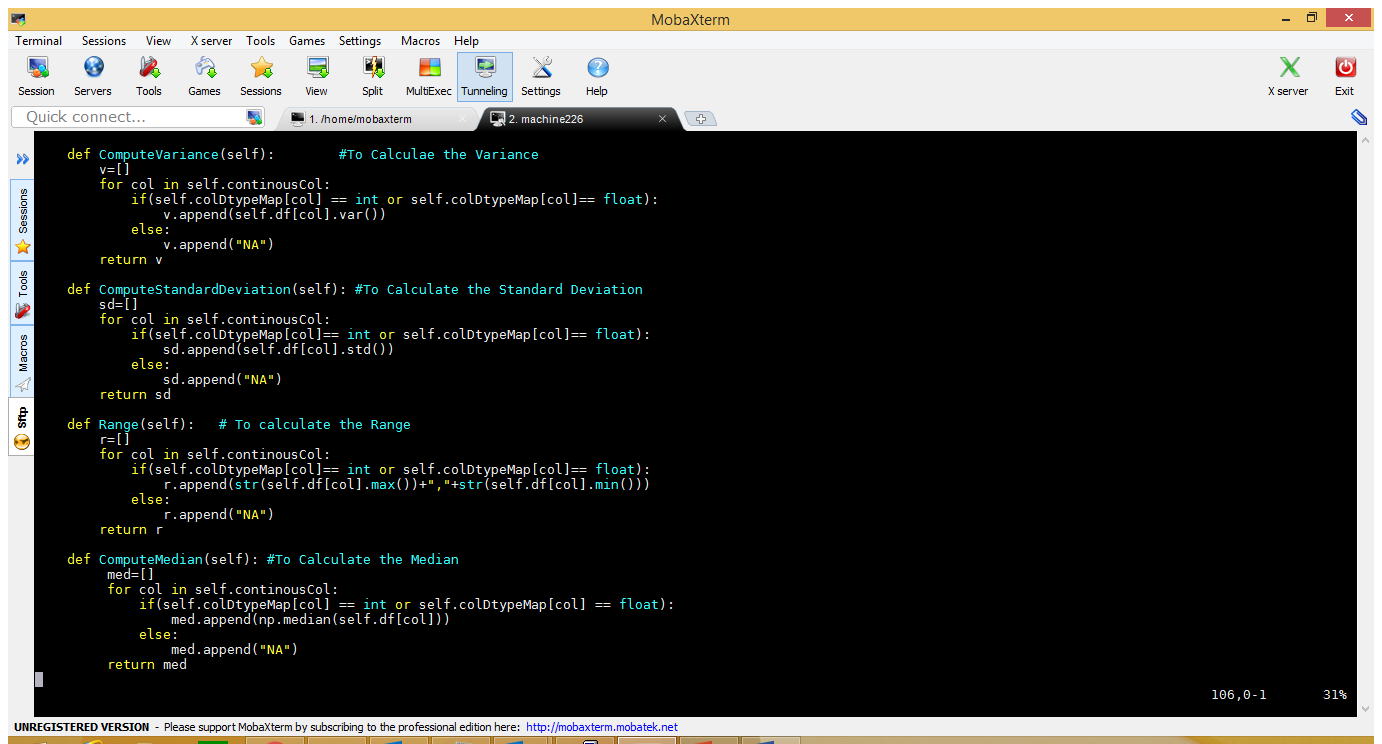 MobaXterm
Terminal Sessions View X server Tools Games Settings Macros Help
Session Servers Tools Games Sessions View Split MultiExec Tunneling Settings Help X server Exit
Quick connect... 1. /home/mobaxterm 2. machine226
Sessions
Tools
Macros
Sftp
def ComputeVariance(self):        #To Calculae the Variance
    v=[]
    for col in self.continousCol:
        if(self.colDtypeMap[col] == int or self.colDtypeMap[col]== float):
            v.append(self.df[col].var())
        else:
            v.append("NA")
    return v
def ComputeStandardDeviation(self): #To Calculate the Standard Deviation
    sd=[]
    for col in self.continousCol:
        if(self.colDtypeMap[col]== int or self.colDtypeMap[col]== float):
            sd.append(self.df[col].std())
        else:
            sd.append("NA")
    return sd
def Range(self):   # To calculate the Range
    r=[]
    for col in self.continousCol:
        if(self.colDtypeMap[col]== int or self.colDtypeMap[col]== float):
            r.append(str(self.df[col].max())+","+str(self.df[col].min()))
        else:
            r.append("NA")
    return r
def ComputeMedian(self): #To Calculate the Median
     med=[]
     for col in self.continousCol:
         if(self.colDtypeMap[col] == int or self.colDtypeMap[col] == float):
             med.append(np.median(self.df[col]))
         else:
             med.append("NA")
     return med
106,0-1 31%
UNREGISTERED VERSION - Please support MobaXterm by subscribing to the professional edition here: http://mobaxterm.mobatek.net